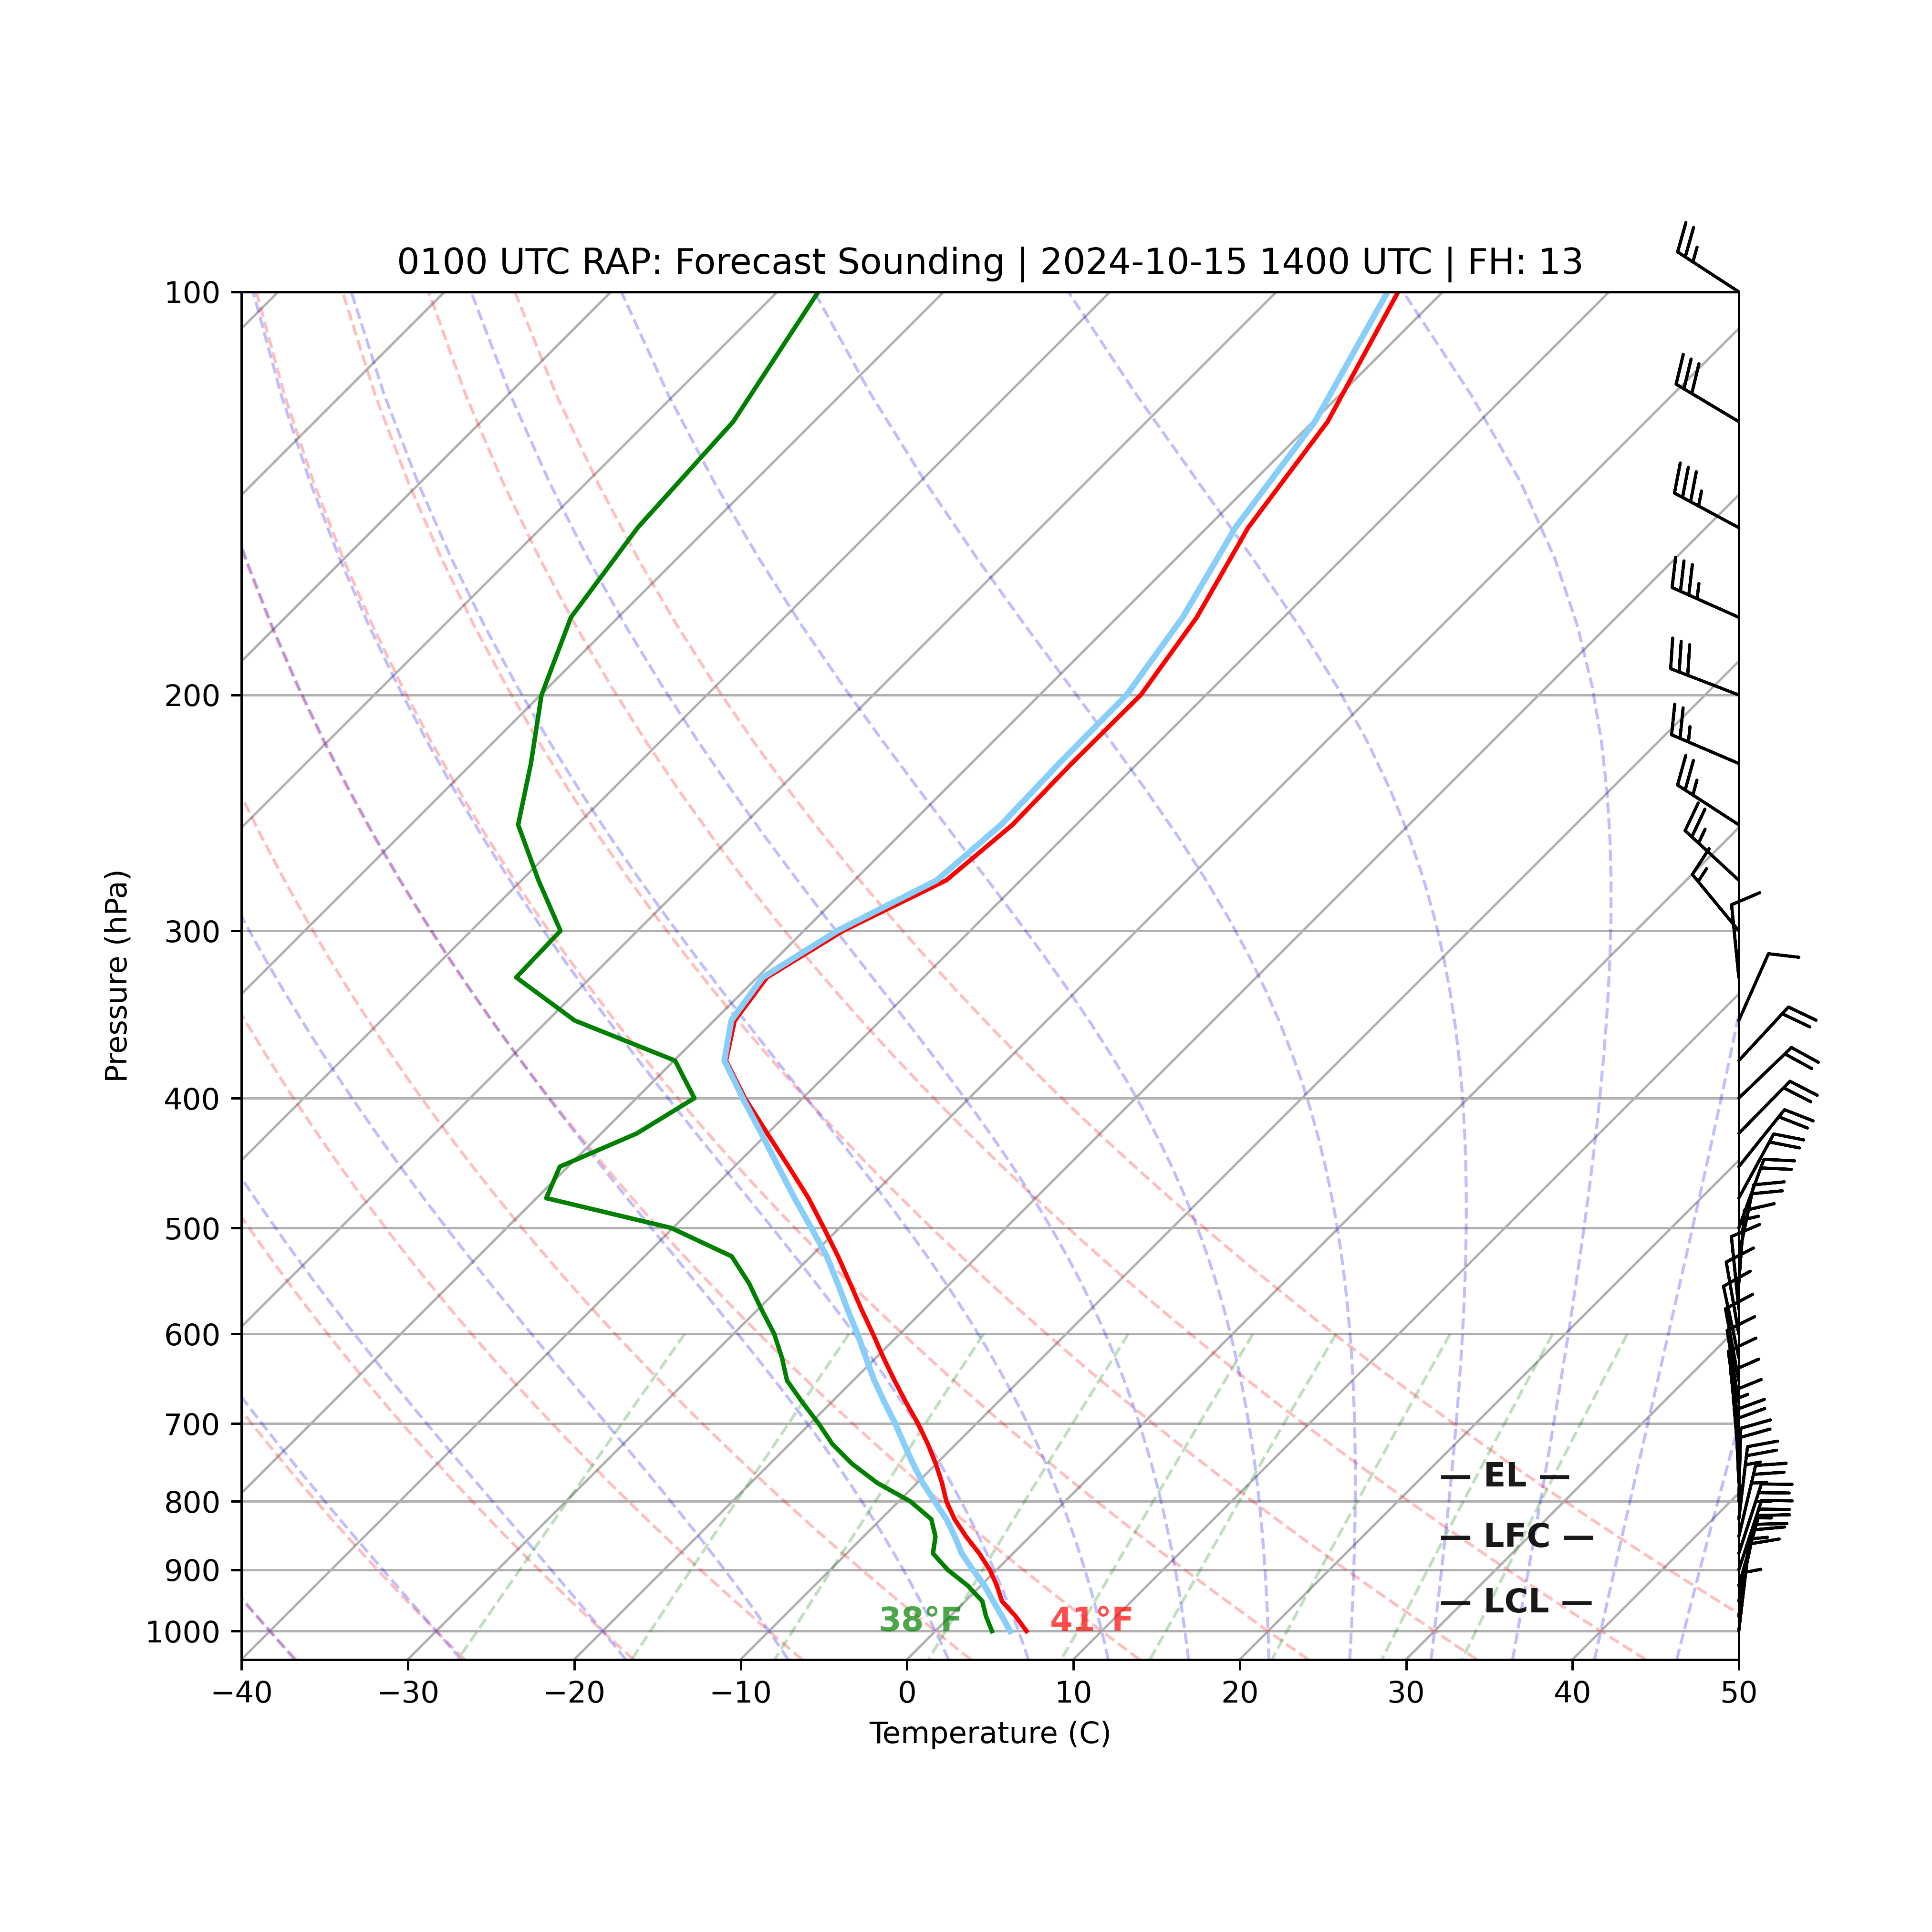 0100 UTC RAP: Forecast Sounding | 2024-10-15 1400 UTC | FH: 13
100
200
300
400
500
600
700
800
900
1000
Pressure (hPa)
— EL —
— LFC —
— LCL —
38°F
41°F
−40 −30 −20 −10 0 10 20 30 40 50
Temperature (C)